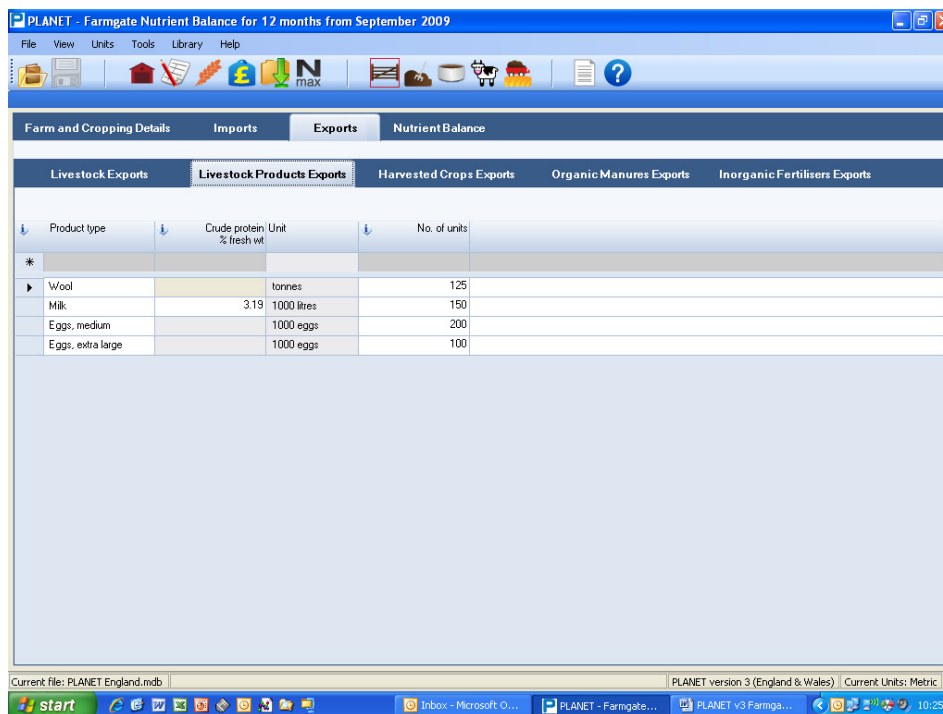 PLANET - Farmgate Nutrient Balance for 12 months from September 2009
File View Units Tools Library Help
N
max
Farm and Cropping Details Imports Exports Nutrient Balance
Livestock Exports Livestock Products Exports Harvested Crops Exports Organic Manures Exports Inorganic Fertilisers Exports
Product type Crude protein Unit No. of units
% fresh wt
Wool tonnes 125
Milk 3.19 1000 litres 150
Eggs, medium 1000 eggs 200
Eggs, extra large 1000 eggs 100
Current file: PLANET England.mdb PLANET version 3 (England & Wales) Current Units: Metric
start Inbox - Microsoft O... PLANET - Farmgate... PLANET v3 Farmga... 10:25